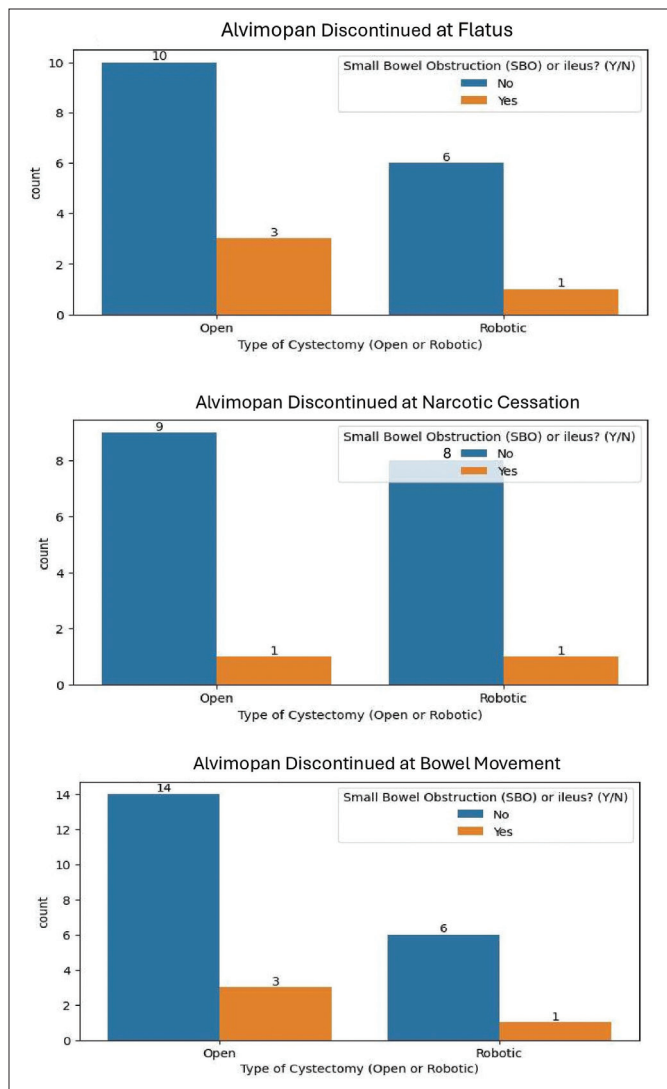 Alvimopan Discontinued at Flatus
10
10
Small Bowel Obstruction (SBO) or ileus? (Y/N)
No
Yes
8
6
6
count
4
3
2
1
0
Open
Robotic
Type of Cystectomy (Open or Robotic)
Alvimopan Discontinued at Narcotic Cessation
9
Small Bowel Obstruction (SBO) or ileus? (Y/N)
8
8
No
Yes
6
count
4
2
1
1
0
Open
Robotic
Type of Cystectomy (Open or Robotic)
Alvimopan Discontinued at Bowel Movement
14
14
Small Bowel Obstruction (SBO) or ileus? (Y/N)
12
No
Yes
10
8
count
6
6
4
3
2
1
0
Open
Robotic
Type of Cystectomy (Open or Robotic)